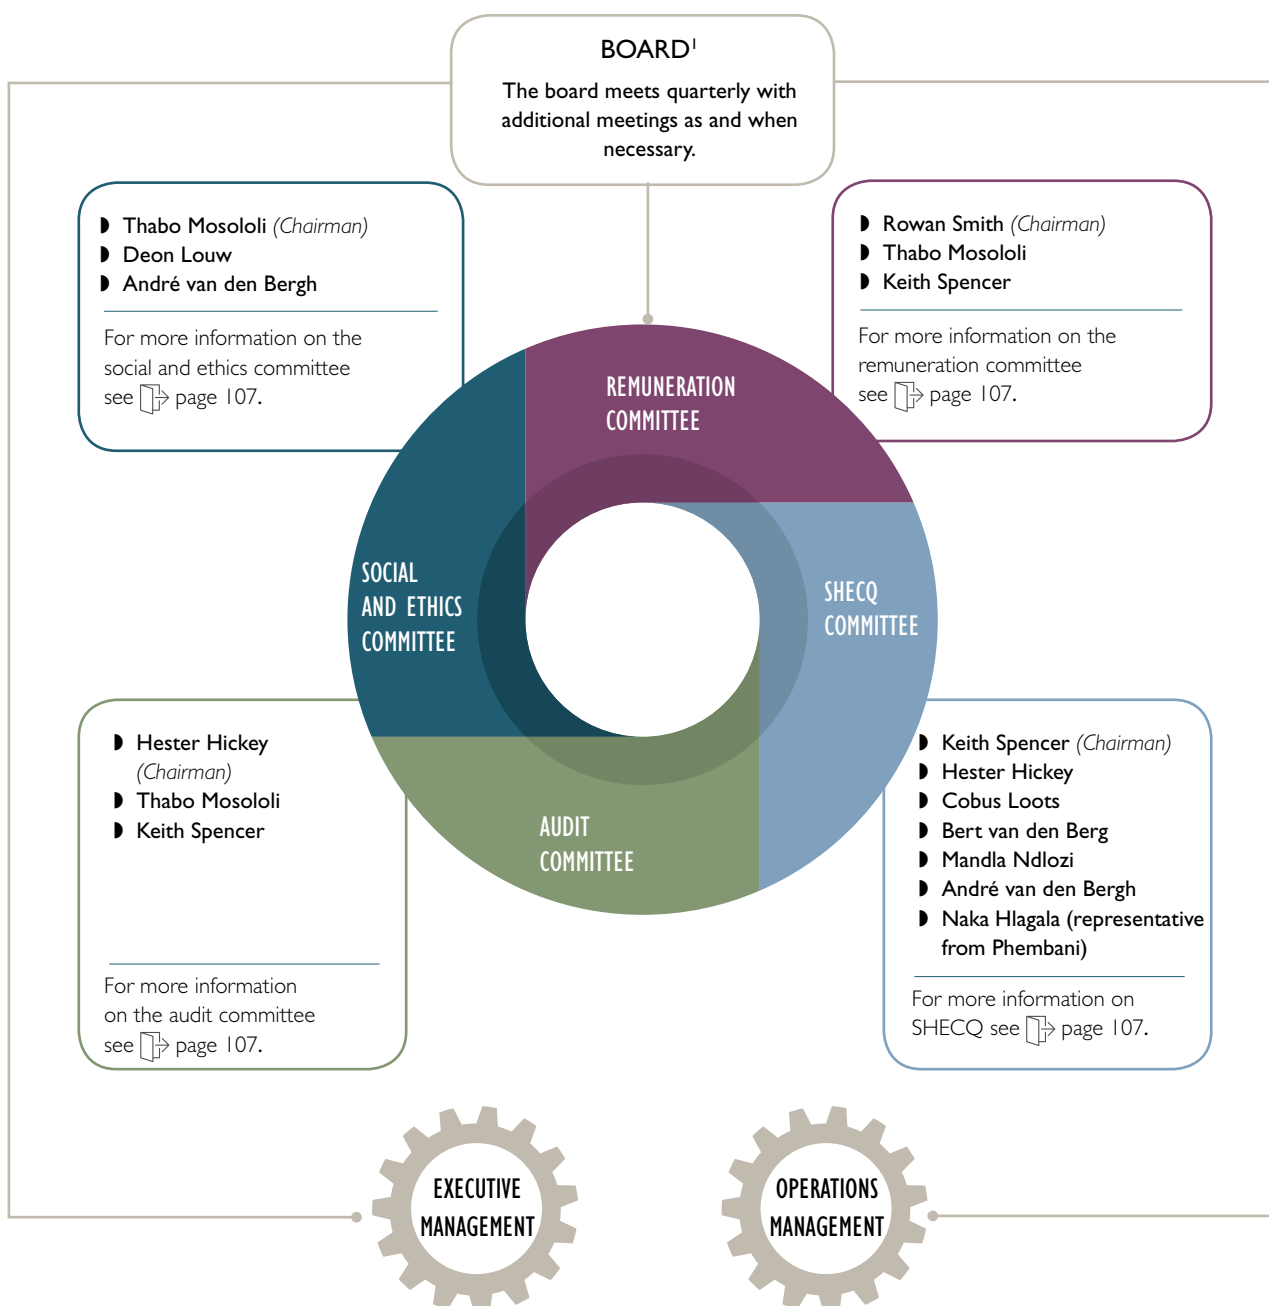 BOARD¹
The board meets quarterly with
additional meetings as and when
necessary.
Thabo Mosololi (Chairman)
Deon Louw
André van den Bergh
For more information on the
social and ethics committee
see page 107.
Rowan Smith (Chairman)
Thabo Mosololi
Keith Spencer
For more information on the
remuneration committee
see page 107.
REMUNERATION
COMMITTEE
SOCIAL
AND ETHICS
COMMITTEE
SHECQ
COMMITTEE
AUDIT
COMMITTEE
Hester Hickey
(Chairman)
Thabo Mosololi
Keith Spencer
For more information
on the audit committee
see page 107.
Keith Spencer (Chairman)
Hester Hickey
Cobus Loots
Bert van den Berg
Mandla Ndlozi
André van den Bergh
Naka Hlagala (representative
from Phembani)
For more information on
SHECQ see page 107.
EXECUTIVE
MANAGEMENT
OPERATIONS
MANAGEMENT